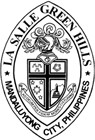 LA SALLE GREEN HILLS
MANDALUYONG CITY, PHILIPPINES